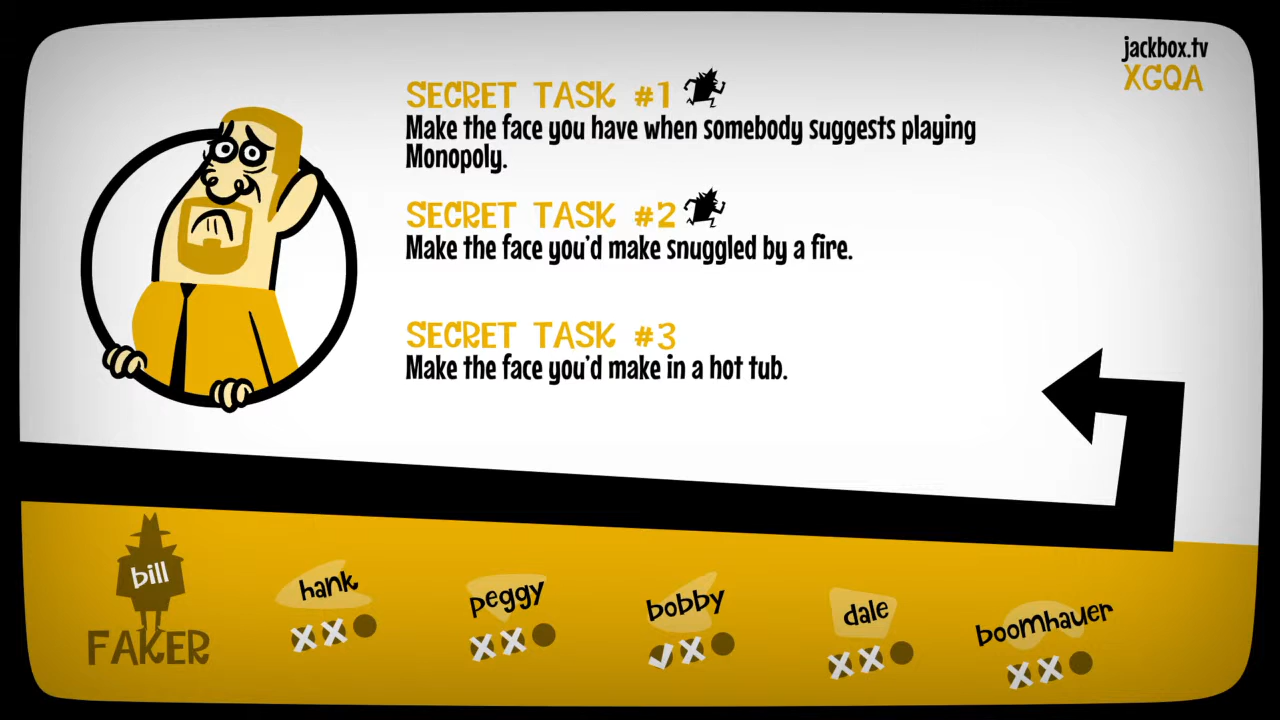 jackbox.tv
XGQA
SECRET TASK #1
Make the face you have when somebody suggests playing
Monopoly.
SECRET TASK #2
Make the face you'd make snuggled by a fire.
SECRET TASK #3
Make the face you'd make in a hot tub.
bill
FAKER
hank
peggy
bobby
dale
boomhauer